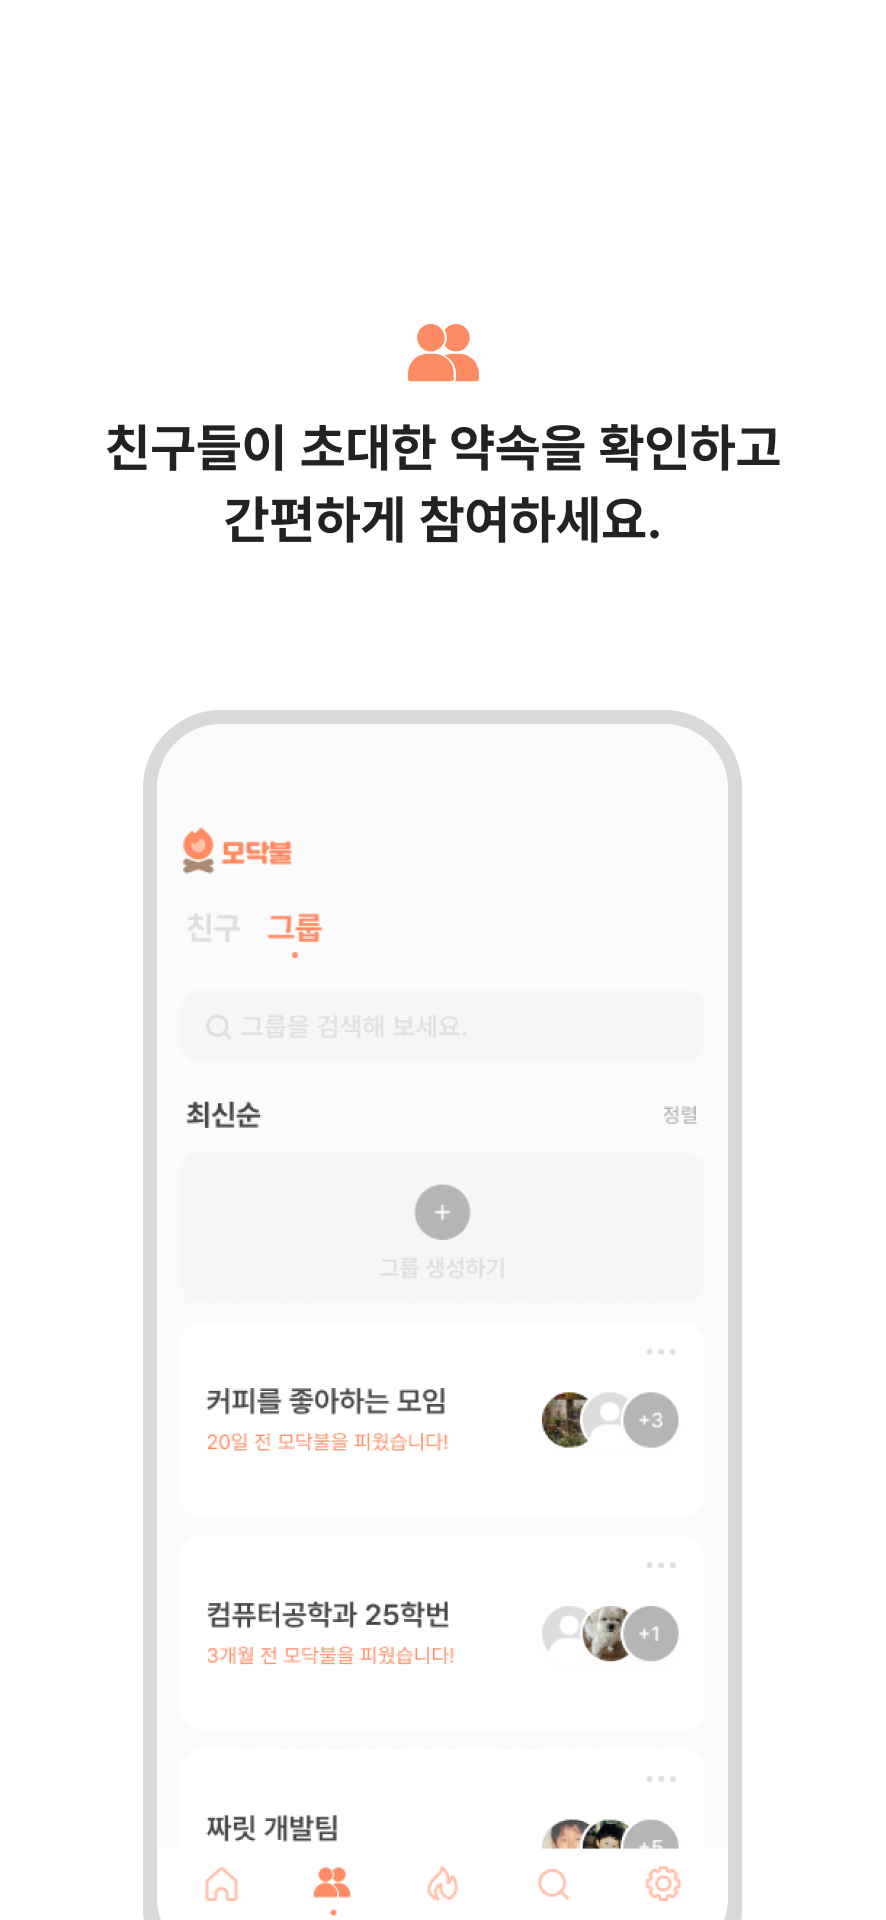 친구들이 초대한 약속을 확인하고
간편하게 참여하세요.
모닥불
친구 그룹
그룹을 검색해 보세요.
최신순 정렬
+
그룹 생성하기
커피를 좋아하는 모임
20일 전 모닥불을 피웠습니다!
+3
컴퓨터공학과 25학번
3개월 전 모닥불을 피웠습니다!
+1
짜릿 개발팀
+5